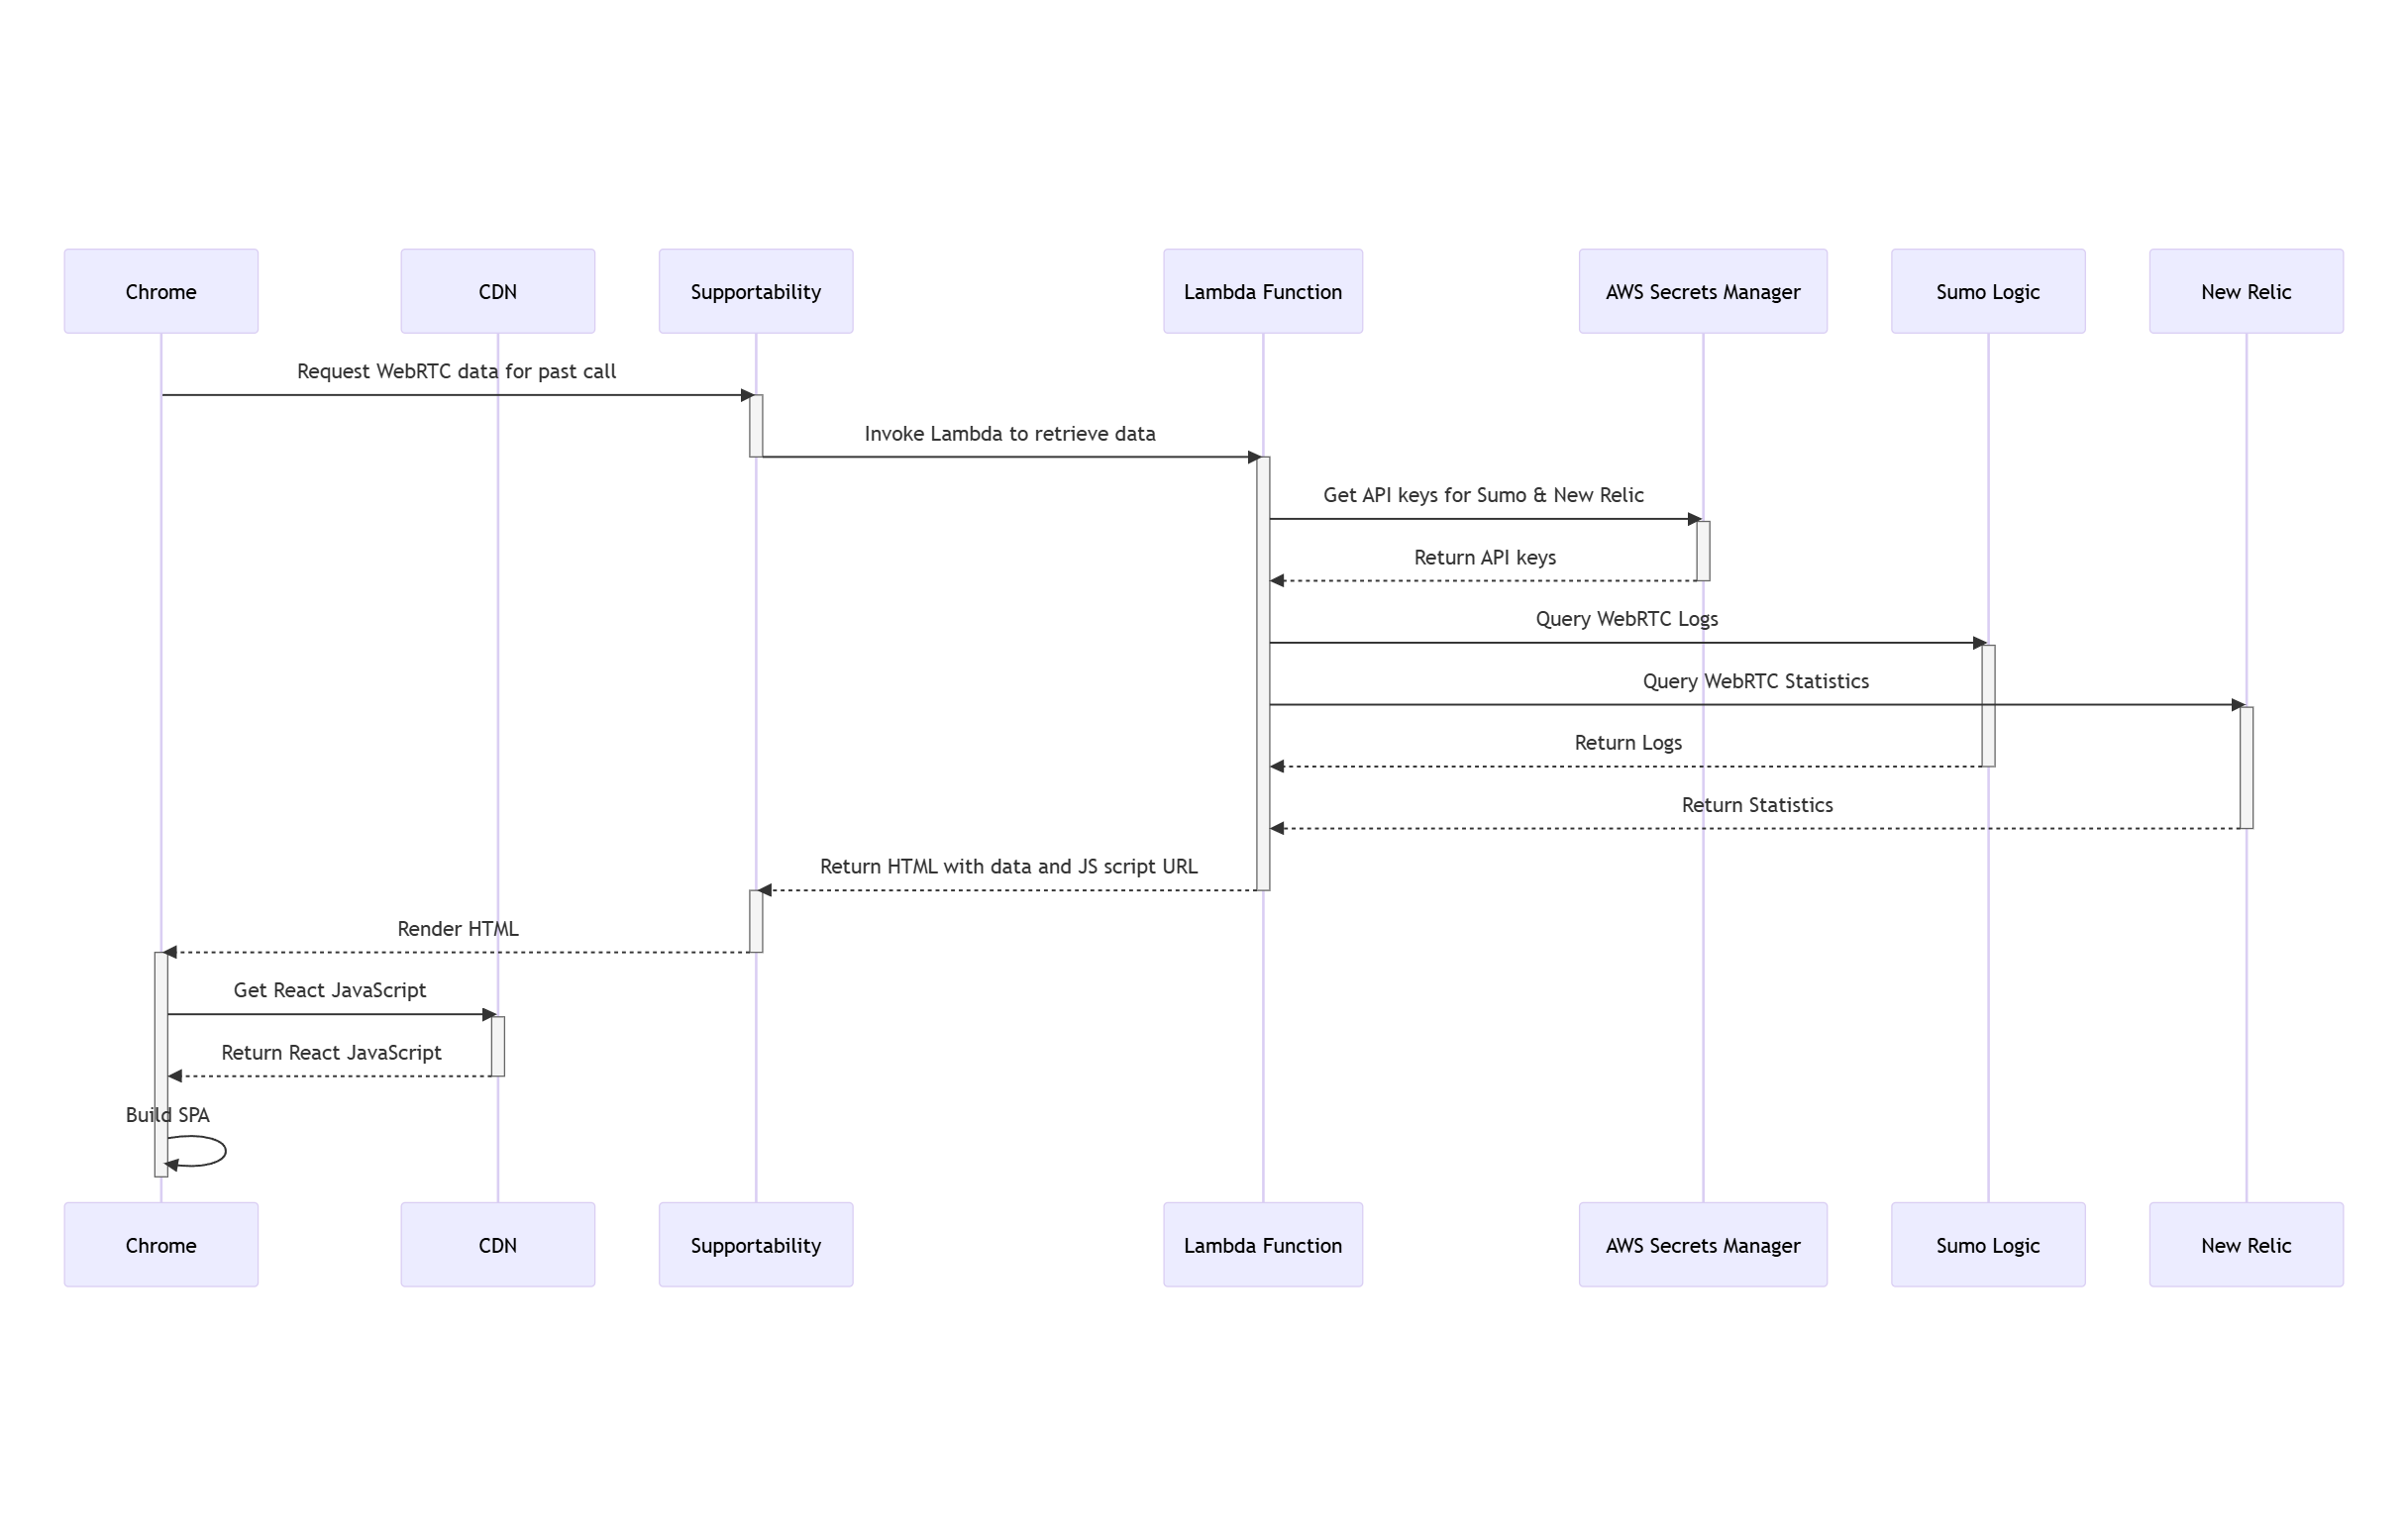 Chrome
CDN
Supportability
Lambda Function
AWS Secrets Manager
Sumo Logic
New Relic
Request WebRTC data for past call
Invoke Lambda to retrieve data
Get API keys for Sumo & New Relic
Return API keys
Query WebRTC Logs
Query WebRTC Statistics
Return Logs
Return Statistics
Return HTML with data and JS script URL
Render HTML
Get React JavaScript
Return React JavaScript
Build SPA
Chrome
CDN
Supportability
Lambda Function
AWS Secrets Manager
Sumo Logic
New Relic